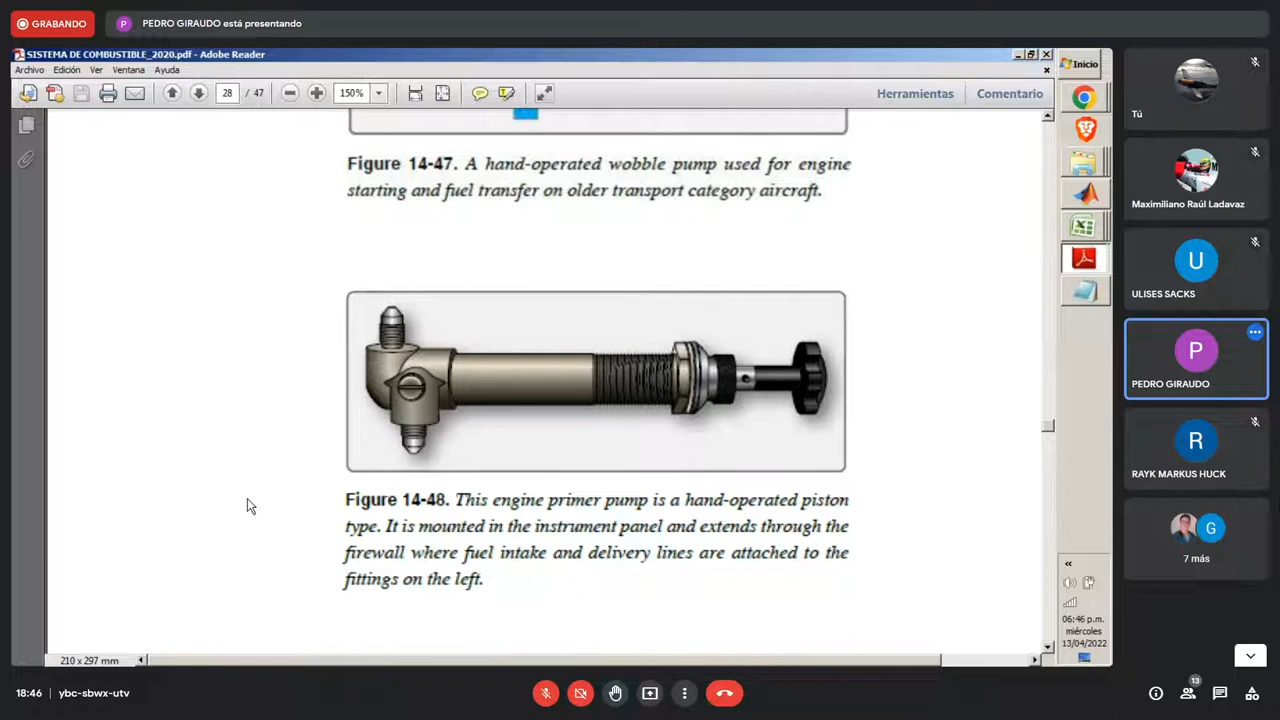 GRABANDO
P PEDRO GIRAUDO está presentando
SISTEMA DE COMBUSTIBLE_2020.pdf - Adobe Reader
Archivo Edición Ver Ventana Ayuda
28 / 47 150% Herramientas Comentario
Figure 14-47. A hand-operated wobble pump used for engine
starting and fuel transfer on older transport category aircraft.
Figure 14-48. This engine primer pump is a hand-operated piston
type. It is mounted in the instrument panel and extends through the
firewall where fuel intake and delivery lines are attached to the
fittings on the left.
210 x 297 mm
Inicio
06:46 p.m.
miércoles
13/04/2022
Tú
Maximiliano Raúl Ladavaz
U
ULISES SACKS
P
PEDRO GIRAUDO
R
RAYK MARKUS HUCK
G
7 más
18:46 | ybc-sbwx-utv
13